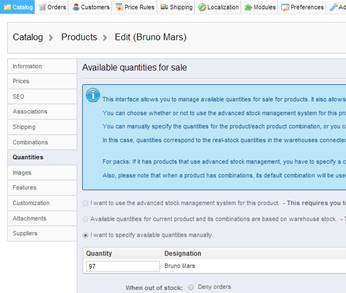 Catalog Orders Customers Price Rules Shipping Localization Modules Preferences Ad
Catalog > Products > Edit (Bruno Mars)
Information
Prices
SEO
Associations
Shipping
Combinations
Quantities
Images
Features
Customization
Attachments
Suppliers
Available quantities for sale
This interface allows you to manage available quantities for sale for products. It also allows
You can choose whether or not to use the advanced stock management system for this pr
You can manually specify the quantities for the product/each product combination, or you c
In this case, quantities correspond to the real-stock quantities in the warehouses connected
For packs: If it has products that use advanced stock management, you have to specify a c
Also, please note that when a product has combinations, its default combination will be use
I want to use the advanced stock management system for this product. - This requires you t
Available quantities for current product and its combinations are based on warehouse stock. - T
I want to specify available quantities manually.
Quantity Designation
97 Bruno Mars
When out of stock: Deny orders